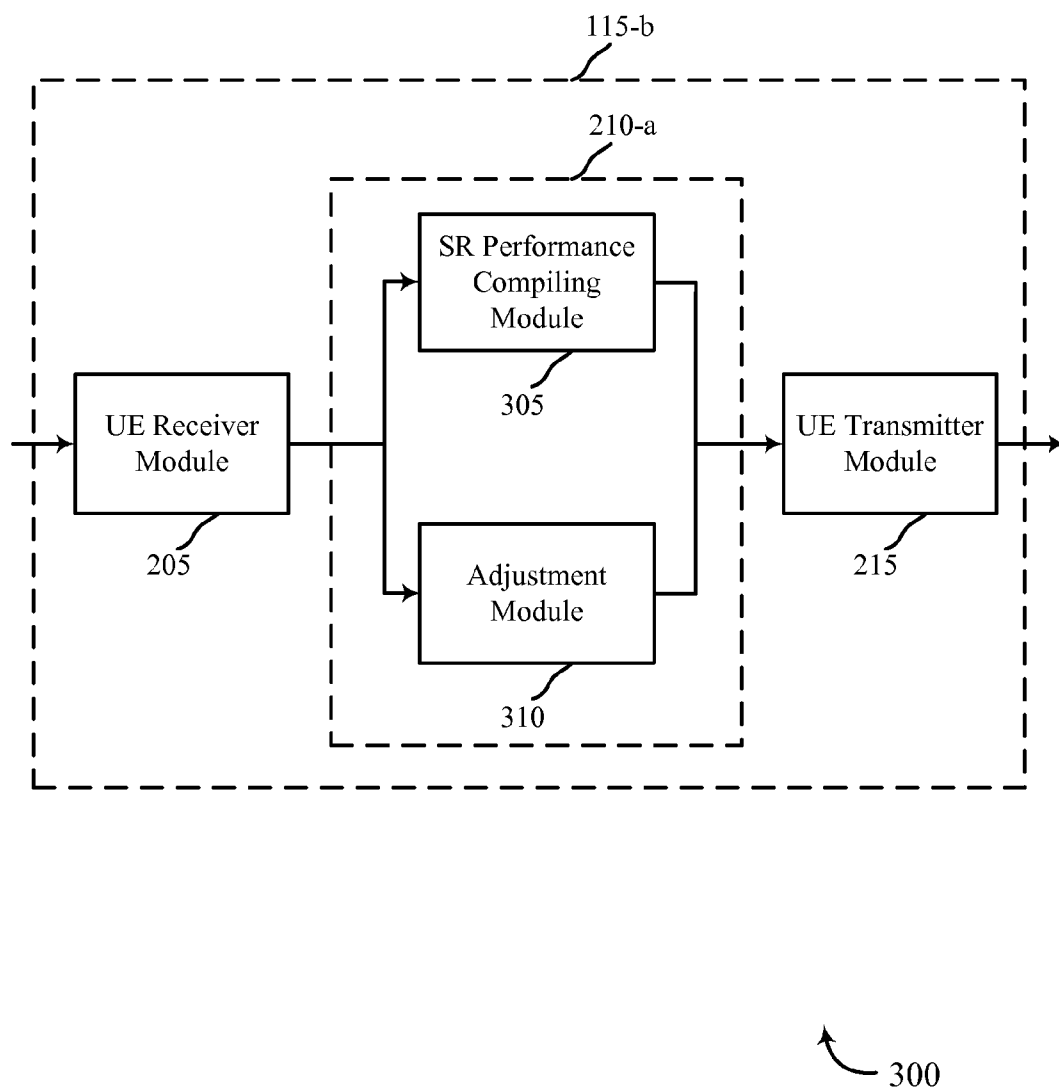 115-b
210-a
SR Performance
Compiling
Module
305
UE Receiver
Module
205
UE Transmitter
Module
215
Adjustment
Module
310
300